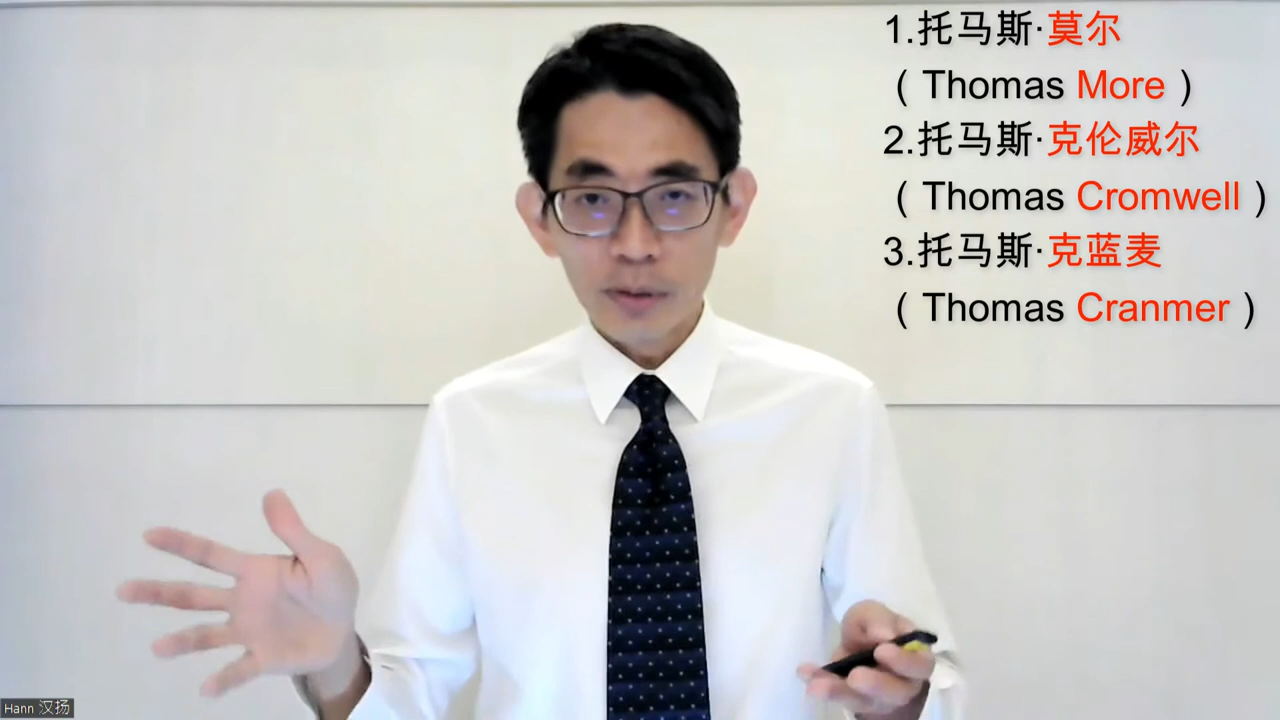 1.托马斯·莫尔
( Thomas More )
2.托马斯·克伦威尔
( Thomas Cromwell )
3.托马斯·克蓝麦
( Thomas Cranmer )
Hann 汉扬